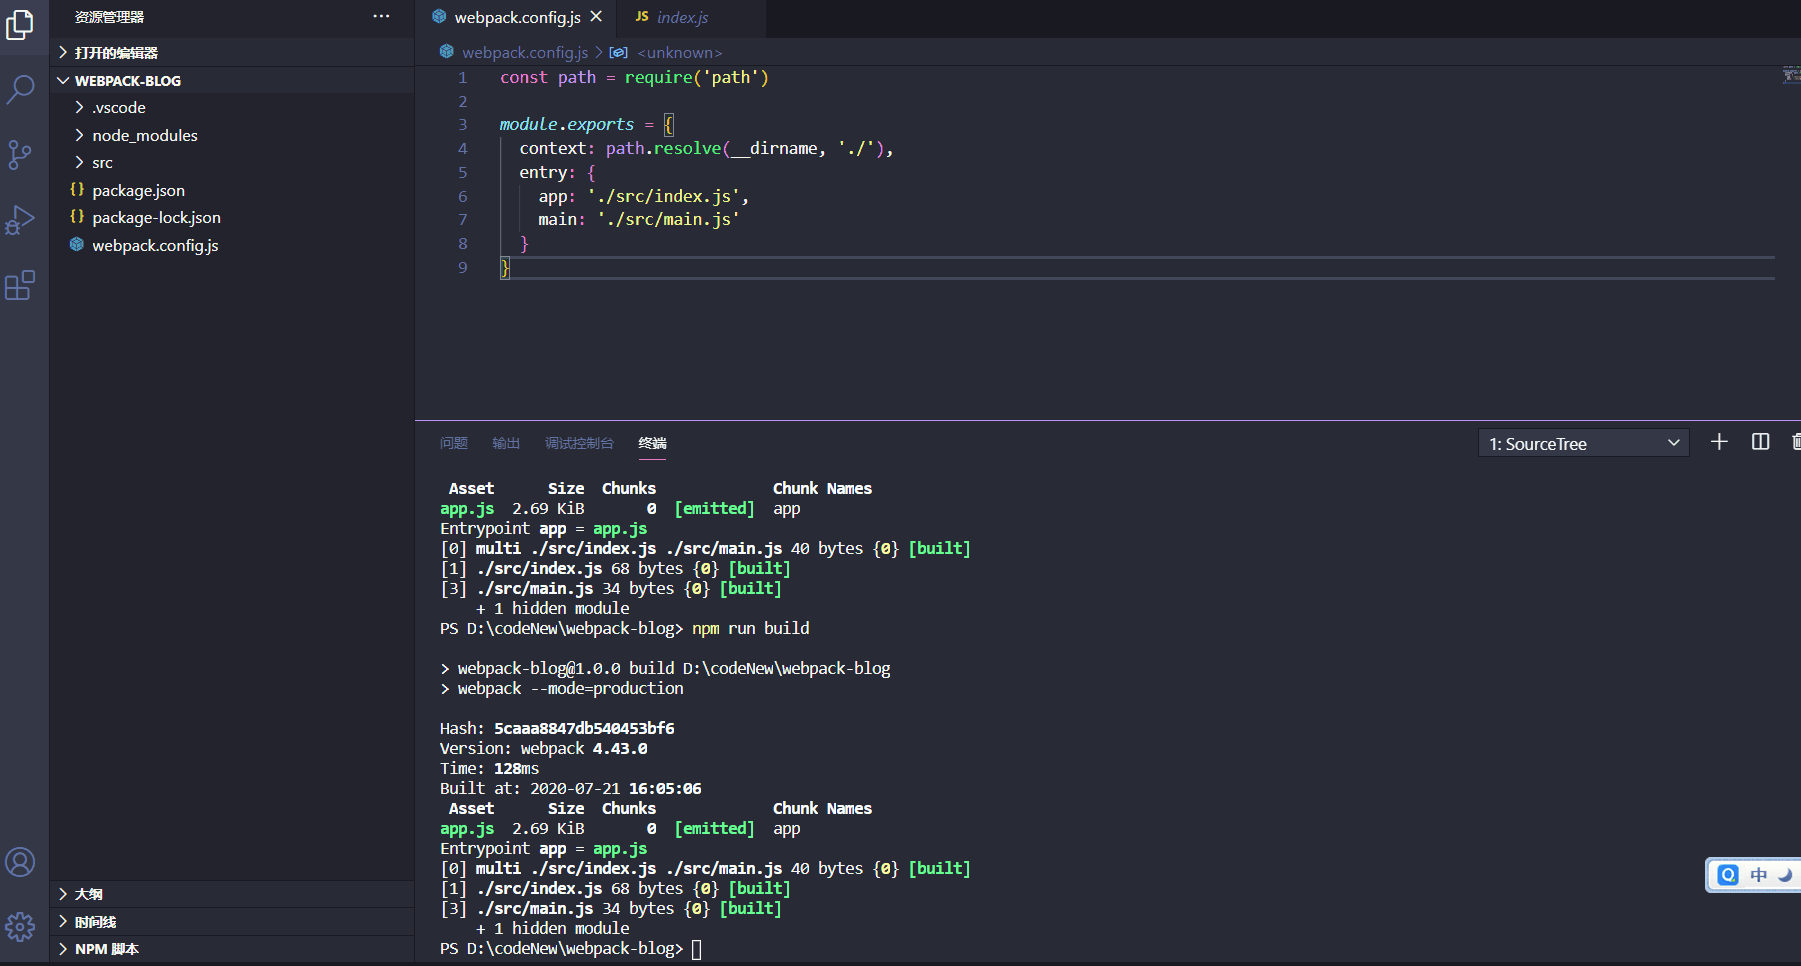 资源管理器
打开的编辑器
WEBPACK-BLOG
.vscode
node_modules
src
{} package.json
{} package-lock.json
webpack.config.js
大纲
时间线
NPM 脚本
webpack.config.js
JS index.js
webpack.config.js > <unknown>
1 const path = require('path')
2
3 module.exports = {
4 context: path.resolve(__dirname, './'),
5 entry: {
6 app: './src/index.js',
7 main: './src/main.js'
8 }
9 }
问题 输出 调试控制台 终端
1: SourceTree
Asset Size Chunks Chunk Names
app.js 2.69 KiB 0 [emitted] app
Entrypoint app = app.js
[0] multi ./src/index.js ./src/main.js 40 bytes {0} [built]
[1] ./src/index.js 68 bytes {0} [built]
[3] ./src/main.js 34 bytes {0} [built]
+ 1 hidden module
PS D:\codeNew\webpack-blog> npm run build
> webpack-blog@1.0.0 build D:\codeNew\webpack-blog
> webpack --mode=production
Hash: 5caaa8847db540453bf6
Version: webpack 4.43.0
Time: 128ms
Built at: 2020-07-21 16:05:06
Asset Size Chunks Chunk Names
app.js 2.69 KiB 0 [emitted] app
Entrypoint app = app.js
[0] multi ./src/index.js ./src/main.js 40 bytes {0} [built]
[1] ./src/index.js 68 bytes {0} [built]
[3] ./src/main.js 34 bytes {0} [built]
+ 1 hidden module
PS D:\codeNew\webpack-blog>
中